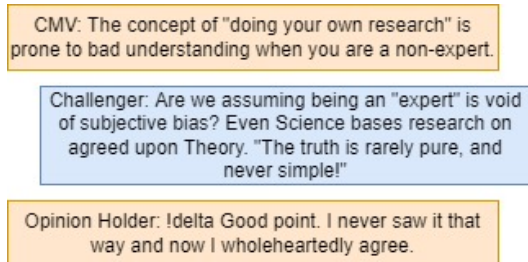 CMV: The concept of "doing your own research" is
prone to bad understanding when you are a non-expert.
Challenger: Are we assuming being an "expert" is void
of subjective bias? Even Science bases research on
agreed upon Theory. "The truth is rarely pure, and
never simple!"
Opinion Holder: !delta Good point. I never saw it that
way and now I wholeheartedly agree.